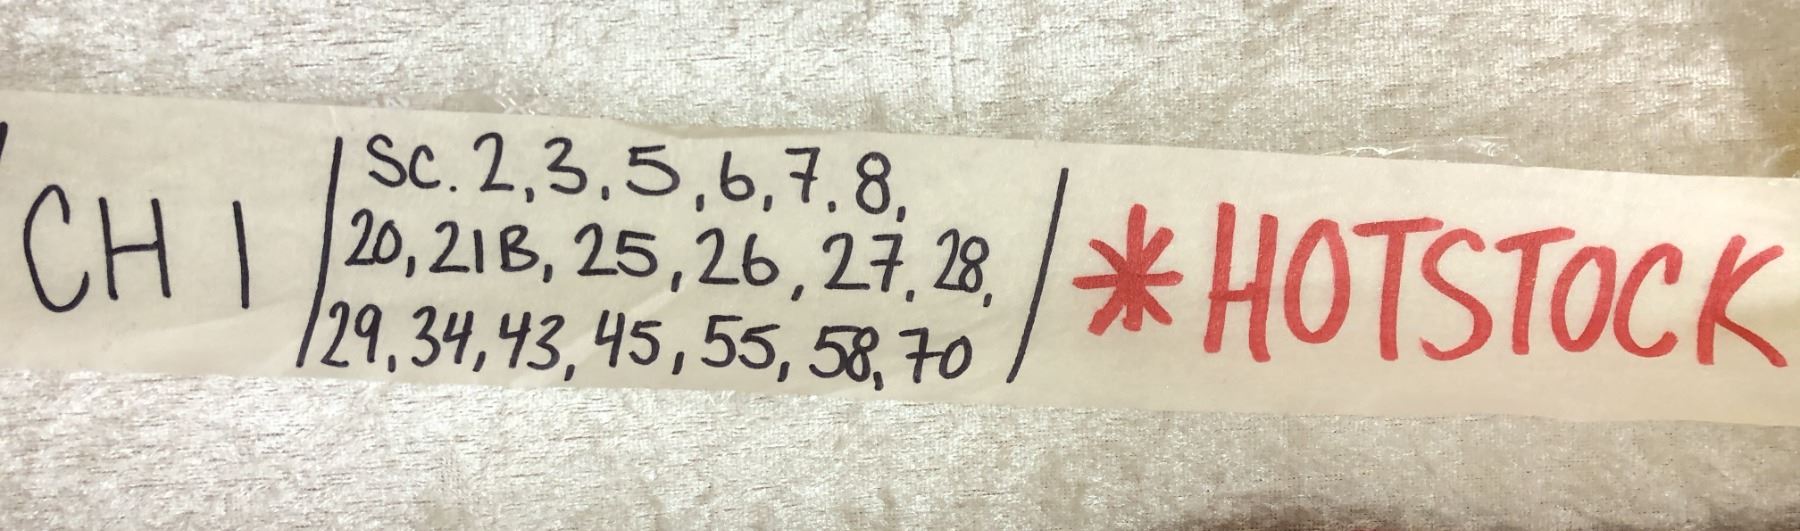 CH 1 / SC. 2, 3, 5, 6, 7, 8,
20, 21B, 25, 26, 27, 28,
29, 34, 43, 45, 55, 58, 70 / * HOTSTOCK